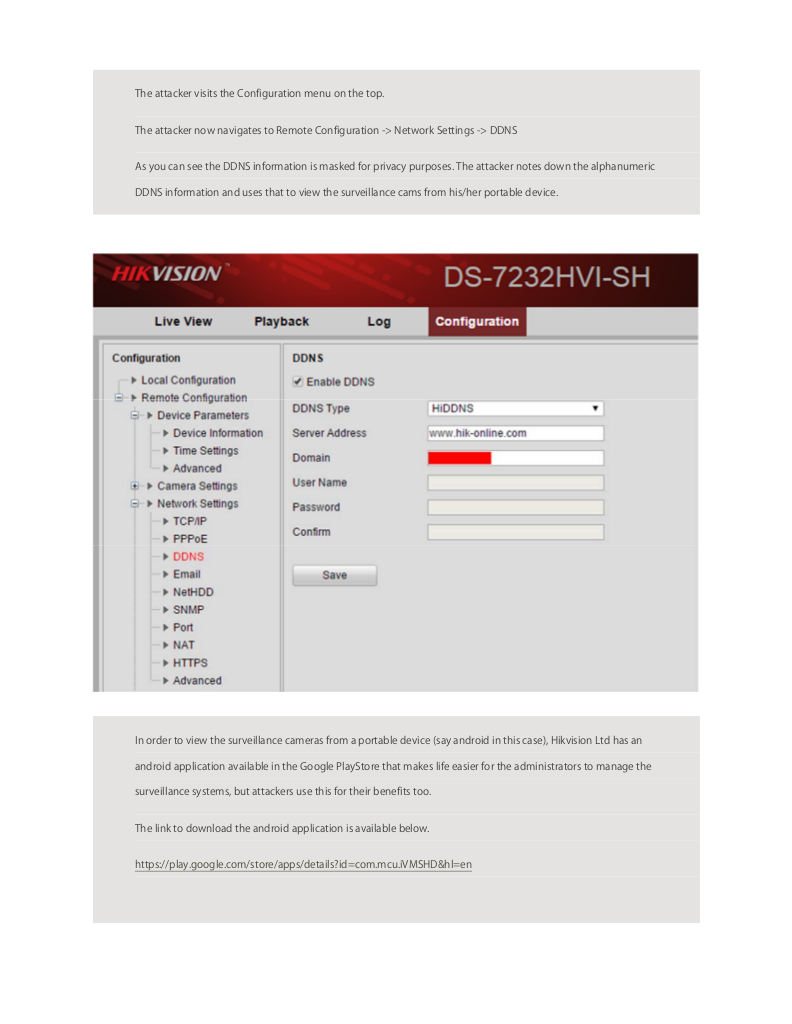 The attacker visits the Configuration menu on the top.
The attacker now navigates to Remote Configuration -> Network Settings -> DDNS
As you can see the DDNS information is masked for privacy purposes. The attacker notes down the alphanumeric
DDNS information and uses that to view the surveillance cams from his/her portable device.
HIKVISION™ DS-7232HVI-SH
Live View Playback Log Configuration
Configuration
Local Configuration
Remote Configuration
Device Parameters
Device Information
Time Settings
Advanced
Camera Settings
Network Settings
TCP/IP
PPPoE
DDNS
Email
NetHDD
SNMP
Port
NAT
HTTPS
Advanced
DDNS
Enable DDNS
DDNS Type HiDDNS
Server Address www.hik-online.com
Domain
User Name
Password
Confirm
Save
In order to view the surveillance cameras from a portable device (say android in this case), Hikvision Ltd has an
android application available in the Google PlayStore that makes life easier for the administrators to manage the
surveillance systems, but attackers use this for their benefits too.
The link to download the android application is available below.
https://play.google.com/store/apps/details?id=com.mcu.iVMSHD&hl=en